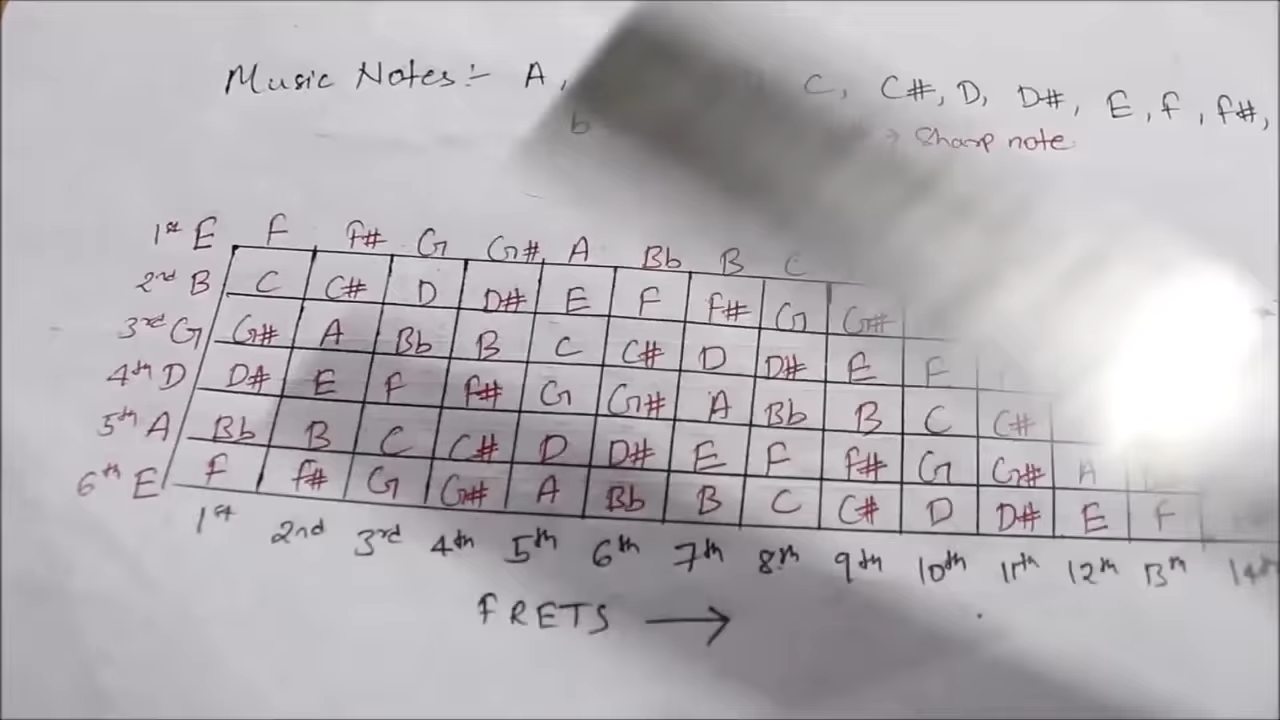 Music Notes:- A, C, C#, D, D#, E, F, F#,
b → Sharp note
1st E F F# G G# A Bb B C
2nd B C C# D D# E F F# G G#
3rd G G# A Bb B C C# D D# E F
4th D D# E F F# G G# A Bb B C C#
5th A Bb B C C# D D# E F F# G G# A
6th E F F# G G# A Bb B C C# D D# E F
1st 2nd 3rd 4th 5th 6th 7th 8th 9th 10th 11th 12th 13th 14th
FRETS →